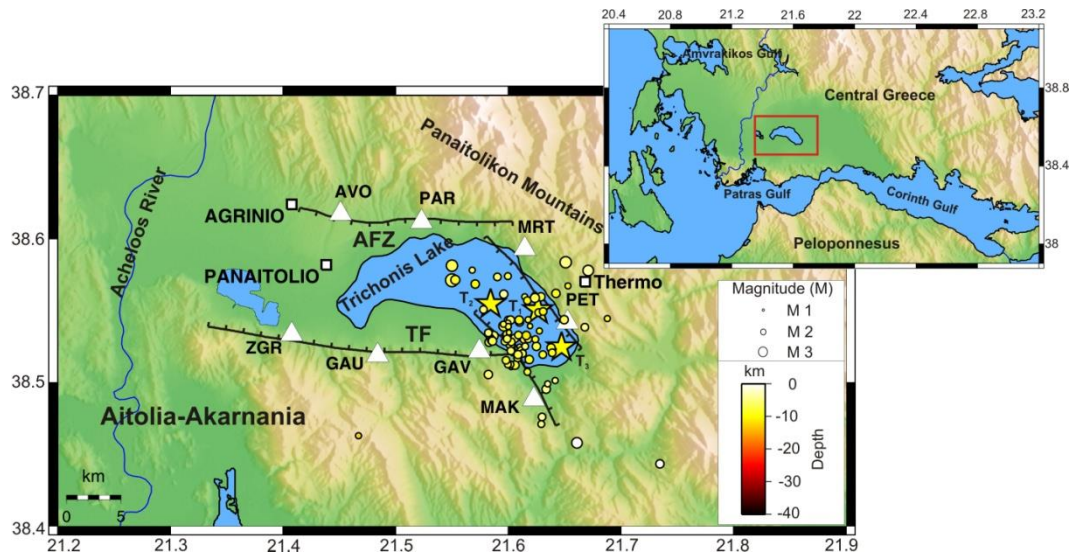 20.4 20.8 21.2 21.6 22 22.4 22.8 23.2
Amvrakikos Gulf
Central Greece
38.8
38.4
38
Patras Gulf
Corinth Gulf
Peloponnesus
38.7
38.6
38.5
38.4
Acheloos River
Panaitolikon Mountains
AVO
PAR
AGRINIO
AFZ
MRT
PANAITOLIO
Trichonis Lake
Thermo
T2
T1
PET
TF
T3
ZGR
GAU
GAV
MAK
Aitolia-Akarnania
km
0 5
Magnitude (M)
M 1
M 2
M 3
km
0
-10
-20
-30
-40
Depth
21.2 21.3 21.4 21.5 21.6 21.7 21.8 21.9